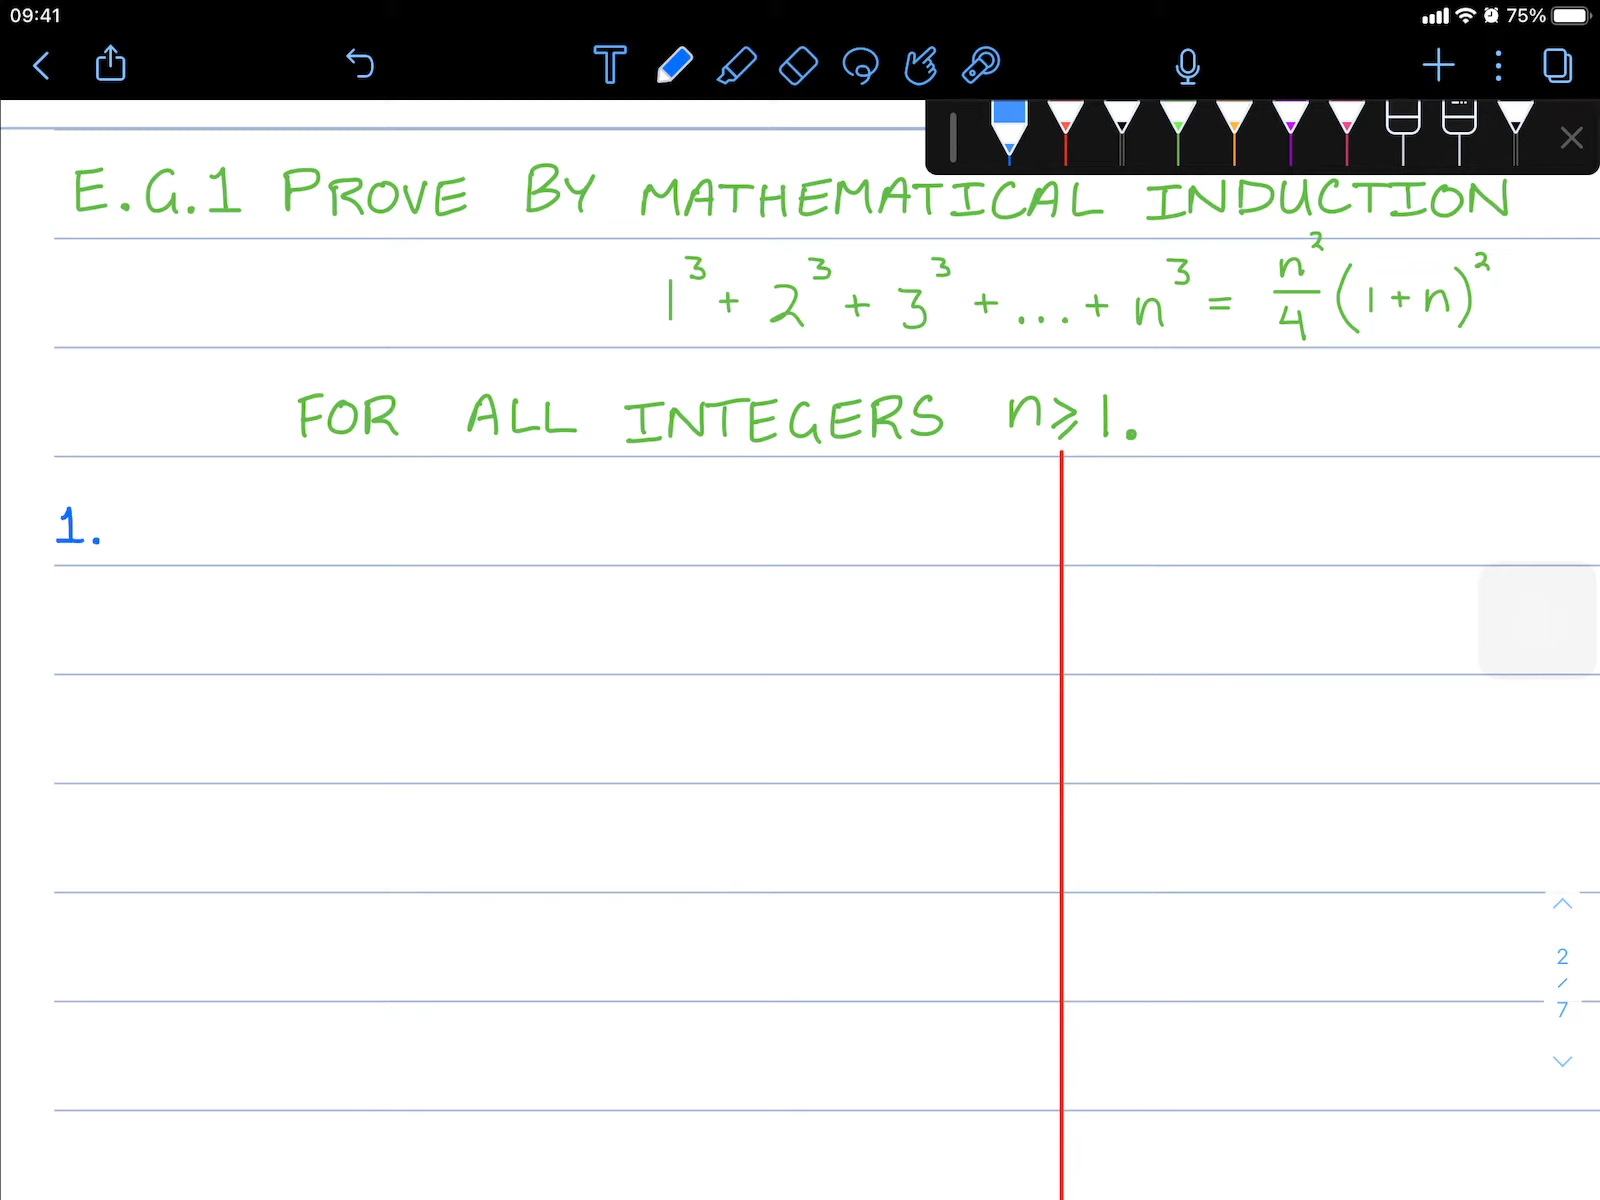 09:41 75%
E.G.1 PROVE BY MATHEMATICAL INDUCTION
1³ + 2³ + 3³ + ... + n³ = n²/4 (1+n)²
FOR ALL INTEGERS n⩾1.
1.
2
/
7